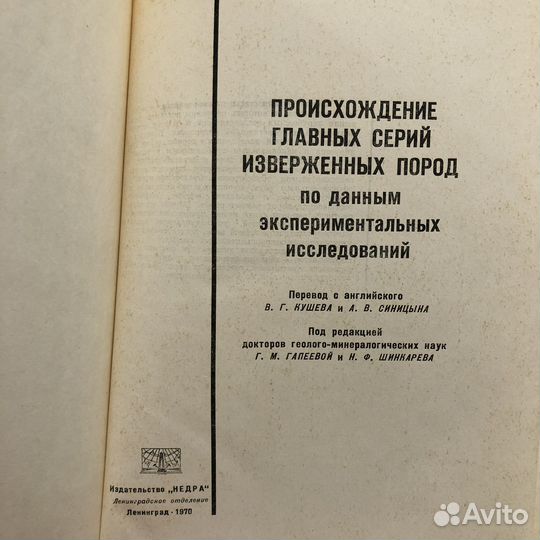 ПРОИСХОЖДЕНИЕ
ГЛАВНЫХ СЕРИЙ
ИЗВЕРЖЕННЫХ ПОРОД
по данным
экспериментальных
исследований
Перевод с английского
В. Г. КУШЕВА и А. В. СИНИЦЫНА
Под редакцией
докторов геолого-минералогических наук
Г. М. ГАПЕЕВОЙ и Н. Ф. ШИНКАРЕВА
Издательство „НЕДРА“
Ленинградское отделение
Ленинград · 1970
Avito